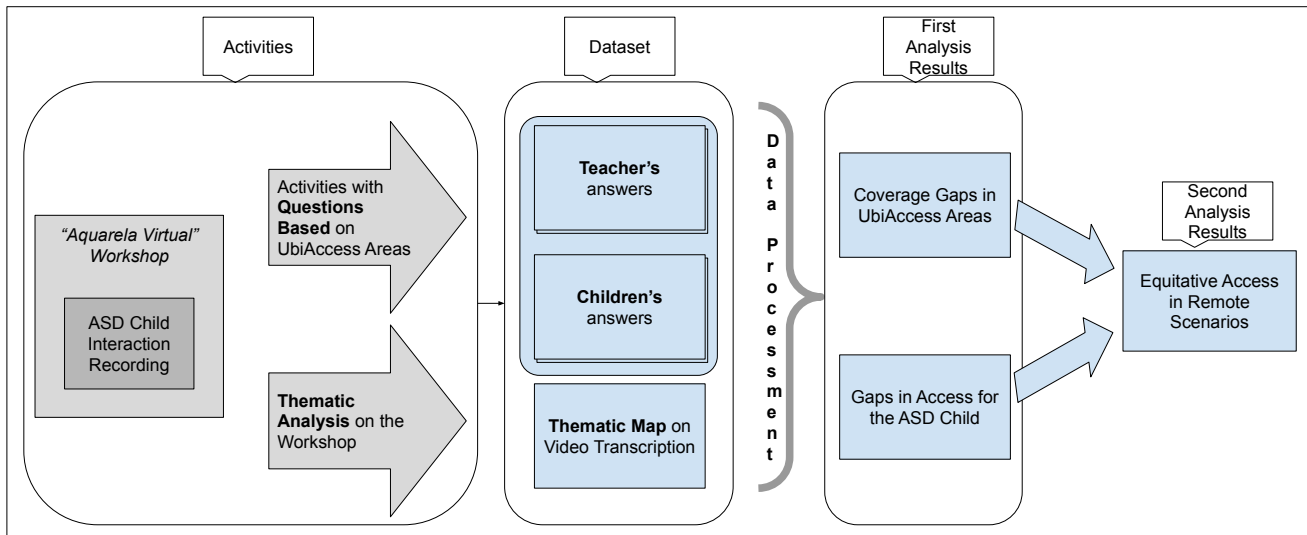 Activities
Dataset
First
Analysis
Results
“Aquarela Virtual”
Workshop
ASD Child
Interaction
Recording
Activities with
Questions
Based on
UbiAccess Areas
Thematic
Analysis on the
Workshop
Teacher’s
answers
Children’s
answers
Thematic Map on
Video Transcription
Data Processment
Coverage Gaps in
UbiAccess Areas
Gaps in Access for
the ASD Child
Second
Analysis
Results
Equitative Access
in Remote
Scenarios